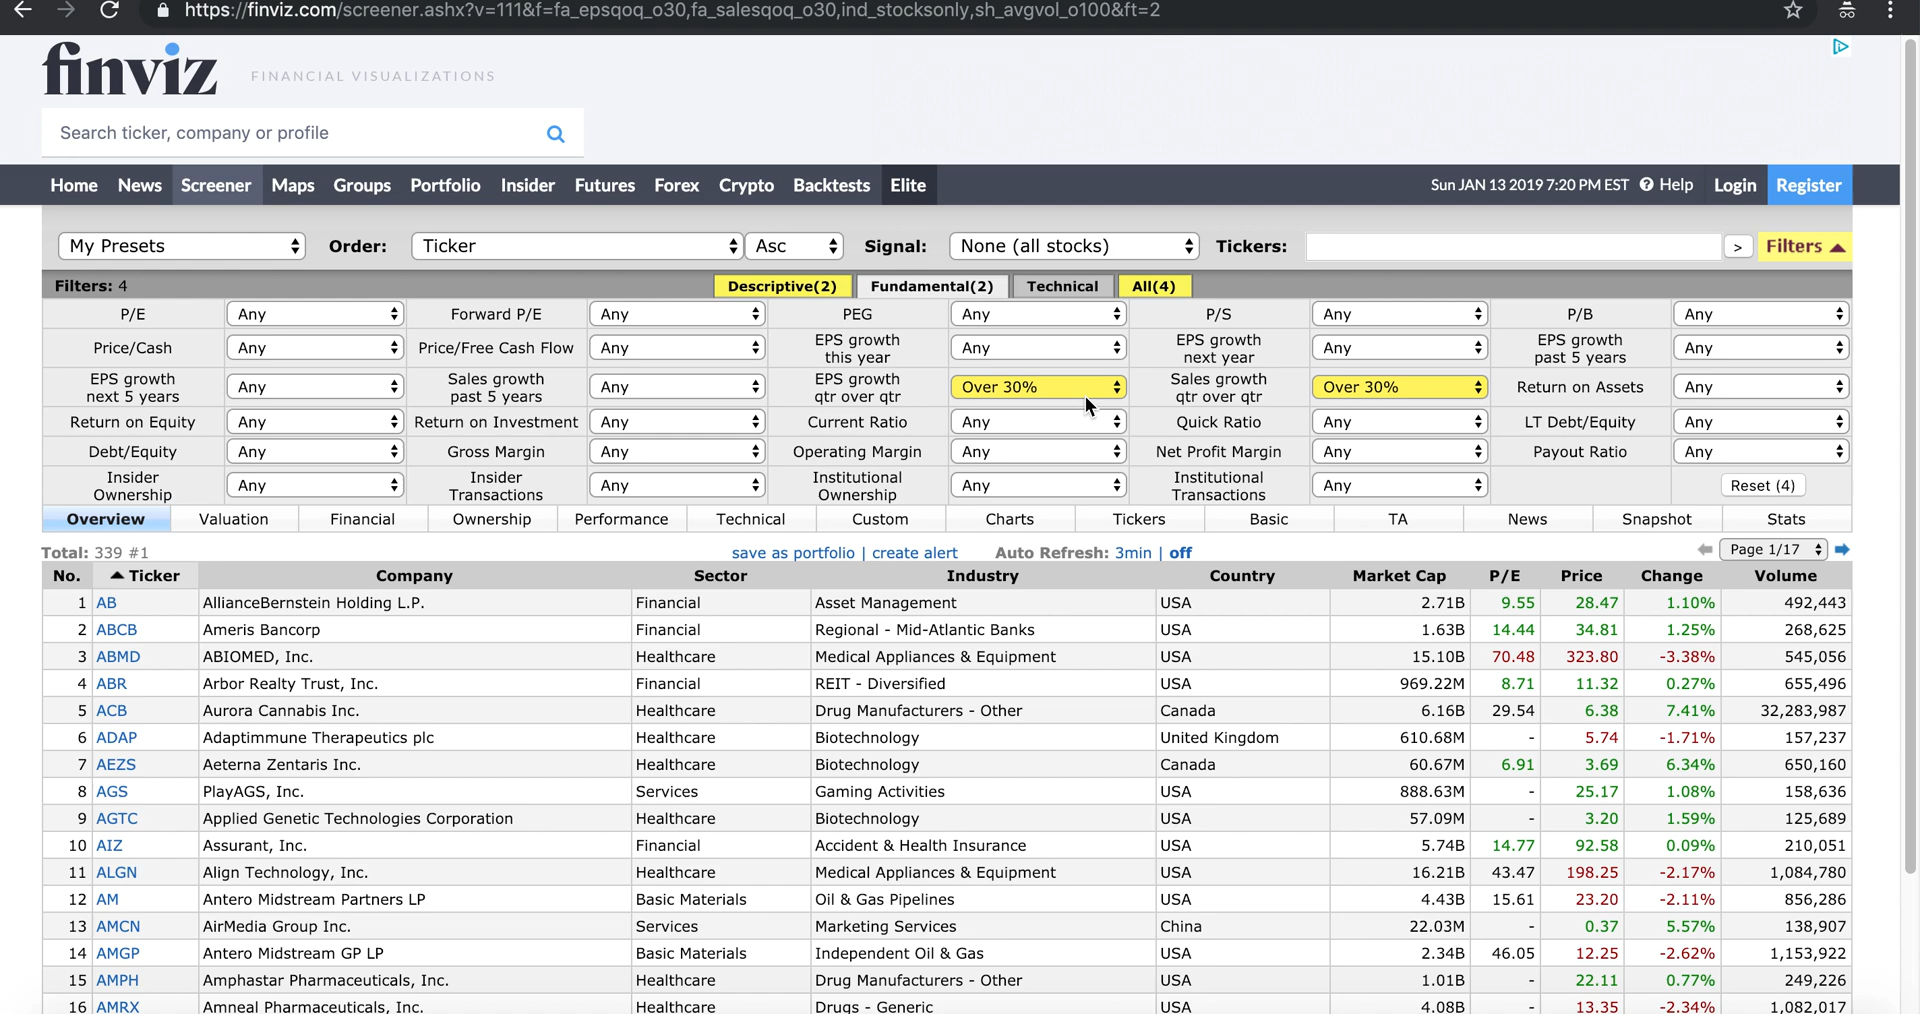 https://finviz.com/screener.ashx?v=111&f=fa_epsqoq_o30,fa_salesqoq_o30,ind_stocksonly,sh_avgvol_o100&ft=2
finviz FINANCIAL VISUALIZATIONS
Search ticker, company or profile
Home News Screener Maps Groups Portfolio Insider Futures Forex Crypto Backtests Elite Sun JAN 13 2019 7:20 PM EST ? Help Login Register
My Presets Order: Ticker Asc Signal: None (all stocks) Tickers: > Filters
Filters: 4 Descriptive(2) Fundamental(2) Technical All(4)
P/E Any Forward P/E Any PEG Any P/S Any P/B Any
Price/Cash Any Price/Free Cash Flow Any EPS growth this year Any EPS growth next year Any EPS growth past 5 years Any
EPS growth next 5 years Any Sales growth past 5 years Any EPS growth qtr over qtr Over 30% Sales growth qtr over qtr Over 30% Return on Assets Any
Return on Equity Any Return on Investment Any Current Ratio Any Quick Ratio Any LT Debt/Equity Any
Debt/Equity Any Gross Margin Any Operating Margin Any Net Profit Margin Any Payout Ratio Any
Insider Ownership Any Insider Transactions Any Institutional Ownership Any Institutional Transactions Any Reset (4)
Overview Valuation Financial Ownership Performance Technical Custom Charts Tickers Basic TA News Snapshot Stats
Total: 339 #1 save as portfolio | create alert Auto Refresh: 3min | off Page 1/17
No. Ticker Company Sector Industry Country Market Cap P/E Price Change Volume
1 AB AllianceBernstein Holding L.P. Financial Asset Management USA 2.71B 9.55 28.47 1.10% 492,443
2 ABCB Ameris Bancorp Financial Regional - Mid-Atlantic Banks USA 1.63B 14.44 34.81 1.25% 268,625
3 ABMD ABIOMED, Inc. Healthcare Medical Appliances & Equipment USA 15.10B 70.48 323.80 -3.38% 545,056
4 ABR Arbor Realty Trust, Inc. Financial REIT - Diversified USA 969.22M 8.71 11.32 0.27% 655,496
5 ACB Aurora Cannabis Inc. Healthcare Drug Manufacturers - Other Canada 6.16B 29.54 6.38 7.41% 32,283,987
6 ADAP Adaptimmune Therapeutics plc Healthcare Biotechnology United Kingdom 610.68M - 5.74 -1.71% 157,237
7 AEZS Aeterna Zentaris Inc. Healthcare Biotechnology Canada 60.67M 6.91 3.69 6.34% 650,160
8 AGS PlayAGS, Inc. Services Gaming Activities USA 888.63M - 25.17 1.08% 158,636
9 AGTC Applied Genetic Technologies Corporation Healthcare Biotechnology USA 57.09M - 3.20 1.59% 125,689
10 AIZ Assurant, Inc. Financial Accident & Health Insurance USA 5.74B 14.77 92.58 0.09% 210,051
11 ALGN Align Technology, Inc. Healthcare Medical Appliances & Equipment USA 16.21B 43.47 198.25 -2.17% 1,084,780
12 AM Antero Midstream Partners LP Basic Materials Oil & Gas Pipelines USA 4.43B 15.61 23.20 -2.11% 856,286
13 AMCN AirMedia Group Inc. Services Marketing Services China 22.03M - 0.37 5.57% 138,907
14 AMGP Antero Midstream GP LP Basic Materials Independent Oil & Gas USA 2.34B 46.05 12.25 -2.62% 1,153,922
15 AMPH Amphastar Pharmaceuticals, Inc. Healthcare Drug Manufacturers - Other USA 1.01B - 22.11 0.77% 249,226
16 AMRX Amneal Pharmaceuticals, Inc. Healthcare Drugs - Generic USA 4.08B - 13.35 -2.34% 1,082,017